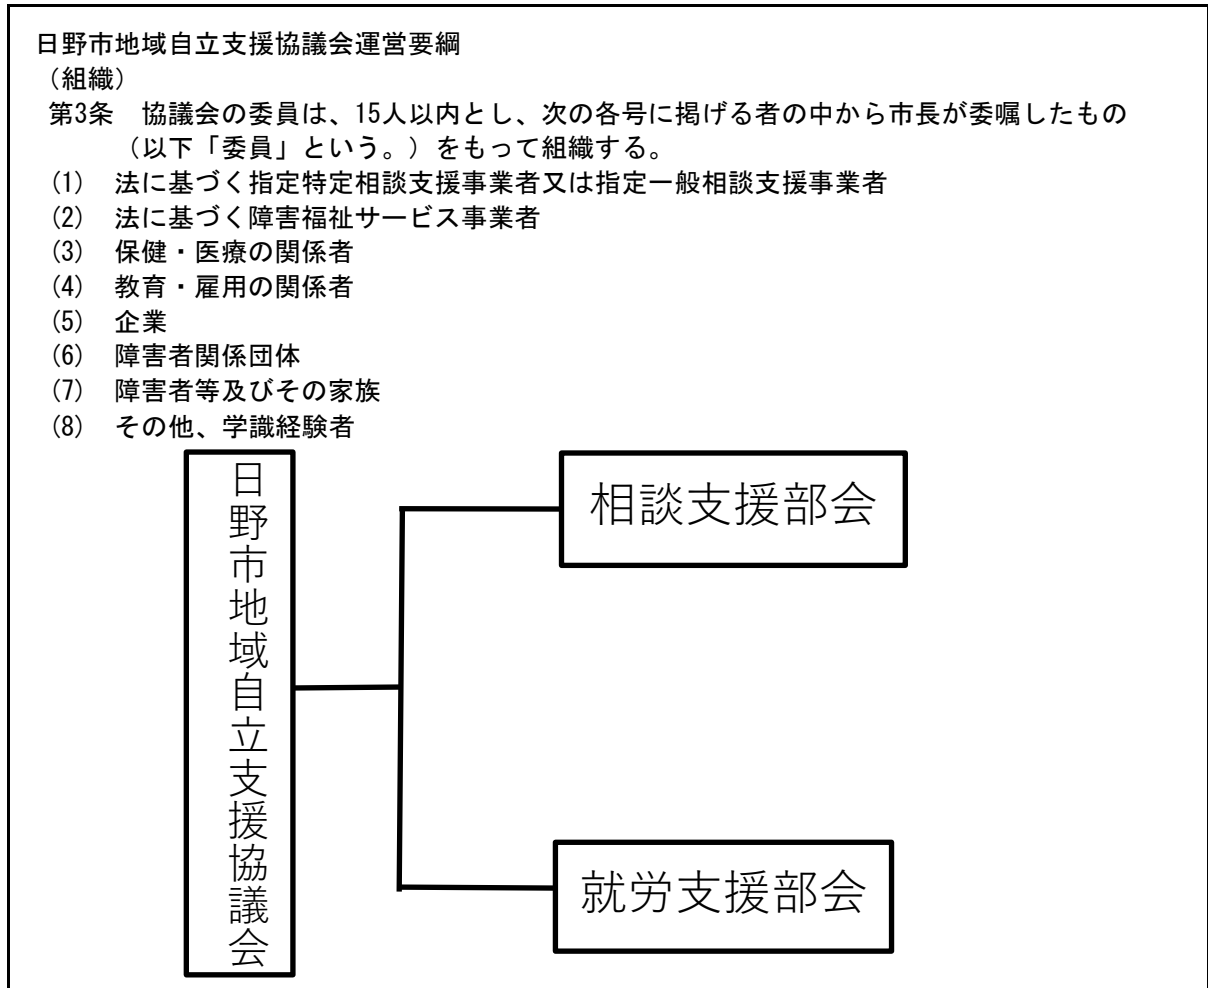 日野市地域自立支援協議会運営要綱
（組織）
第3条　協議会の委員は、15人以内とし、次の各号に掲げる者の中から市長が委嘱したもの
（以下「委員」という。）をもって組織する。
(1)　法に基づく指定特定相談支援事業者又は指定一般相談支援事業者
(2)　法に基づく障害福祉サービス事業者
(3)　保健・医療の関係者
(4)　教育・雇用の関係者
(5)　企業
(6)　障害者関係団体
(7)　障害者等及びその家族
(8)　その他、学識経験者
日野市地域自立支援協議会
相談支援部会
就労支援部会